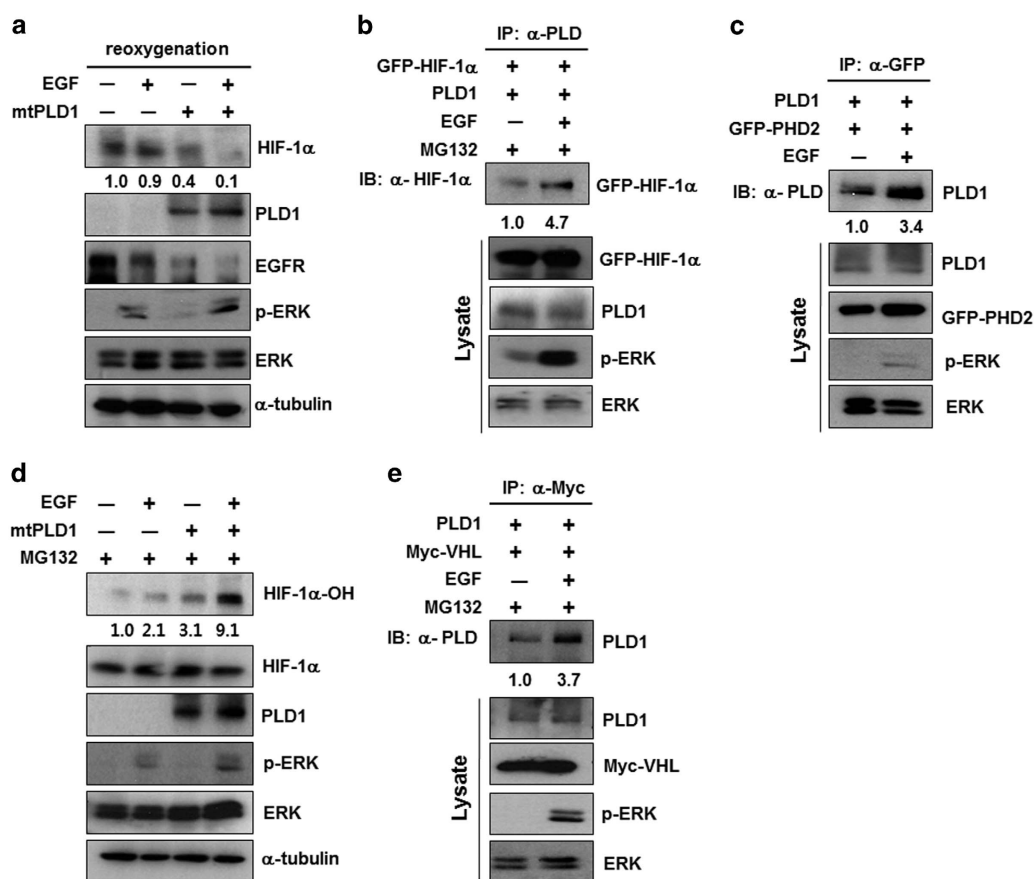 a
reoxygenation
EGF — + — +
mtPLD1 — — + +
HIF-1α
1.0 0.9 0.4 0.1
PLD1
EGFR
p-ERK
ERK
α-tubulin
b
IP: α-PLD
GFP-HIF-1α + +
PLD1 + +
EGF — +
MG132 + +
IB: α- HIF-1α GFP-HIF-1α
1.0 4.7
Lysate
GFP-HIF-1α
PLD1
p-ERK
ERK
c
IP: α-GFP
PLD1 + +
GFP-PHD2 + +
EGF — +
IB: α- PLD PLD1
1.0 3.4
Lysate
PLD1
GFP-PHD2
p-ERK
ERK
d
EGF — + — +
mtPLD1 — — + +
MG132 + + + +
HIF-1α-OH
1.0 2.1 3.1 9.1
HIF-1α
PLD1
p-ERK
ERK
α-tubulin
e
IP: α-Myc
PLD1 + +
Myc-VHL + +
EGF — +
MG132 + +
IB: α- PLD PLD1
1.0 3.7
Lysate
PLD1
Myc-VHL
p-ERK
ERK